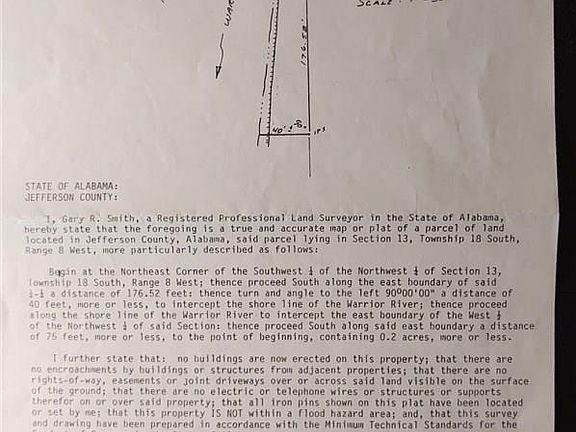 SCALE:
WAR
176.52'
40' ±
IPS
STATE OF ALABAMA:
JEFFERSON COUNTY:
I, Gary R. Smith, a Registered Professional Land Surveyor in the State of Alabama,
hereby state that the foregoing is a true and accurate map or plat of a parcel of land
located in Jefferson County, Alabama, said parcel lying in Section 13, Township 18 South,
Range 8 West, more particularly described as follows:
Begin at the Northeast Corner of the Southwest ¼ of the Northwest ¼ of Section 13,
Township 18 South, Range 8 West; thence proceed South along the east boundary of said
¼-¼ a distance of 176.52 feet: thence turn and angle to the left 90°00'00" a distance of
40 feet, more or less, to intercept the shore line of the Warrior River; thence proceed
along the shore line of the Warrior River to intercept the east boundary of the West ½
of the Northwest ¼ of said Section: thence proceed South along said east boundary a distance
of 75 feet, more or less, to the point of beginning, containing 0.2 acres, more or less.
I further state that: no buildings are now erected on this property; that there are
no encroachments by buildings or structures from adjacent properties; that there are no
rights-of-way, easements or joint driveways over or across said land visible on the surface
of the ground; that there are no electric or telephone wires or structures or supports
therefor on or over said property; that all iron pins shown on this plat have been located
or set by me; that this property IS NOT within a flood hazard area; and, that this survey
and drawing have been prepared in accordance with the Minimum Technical Standards for the